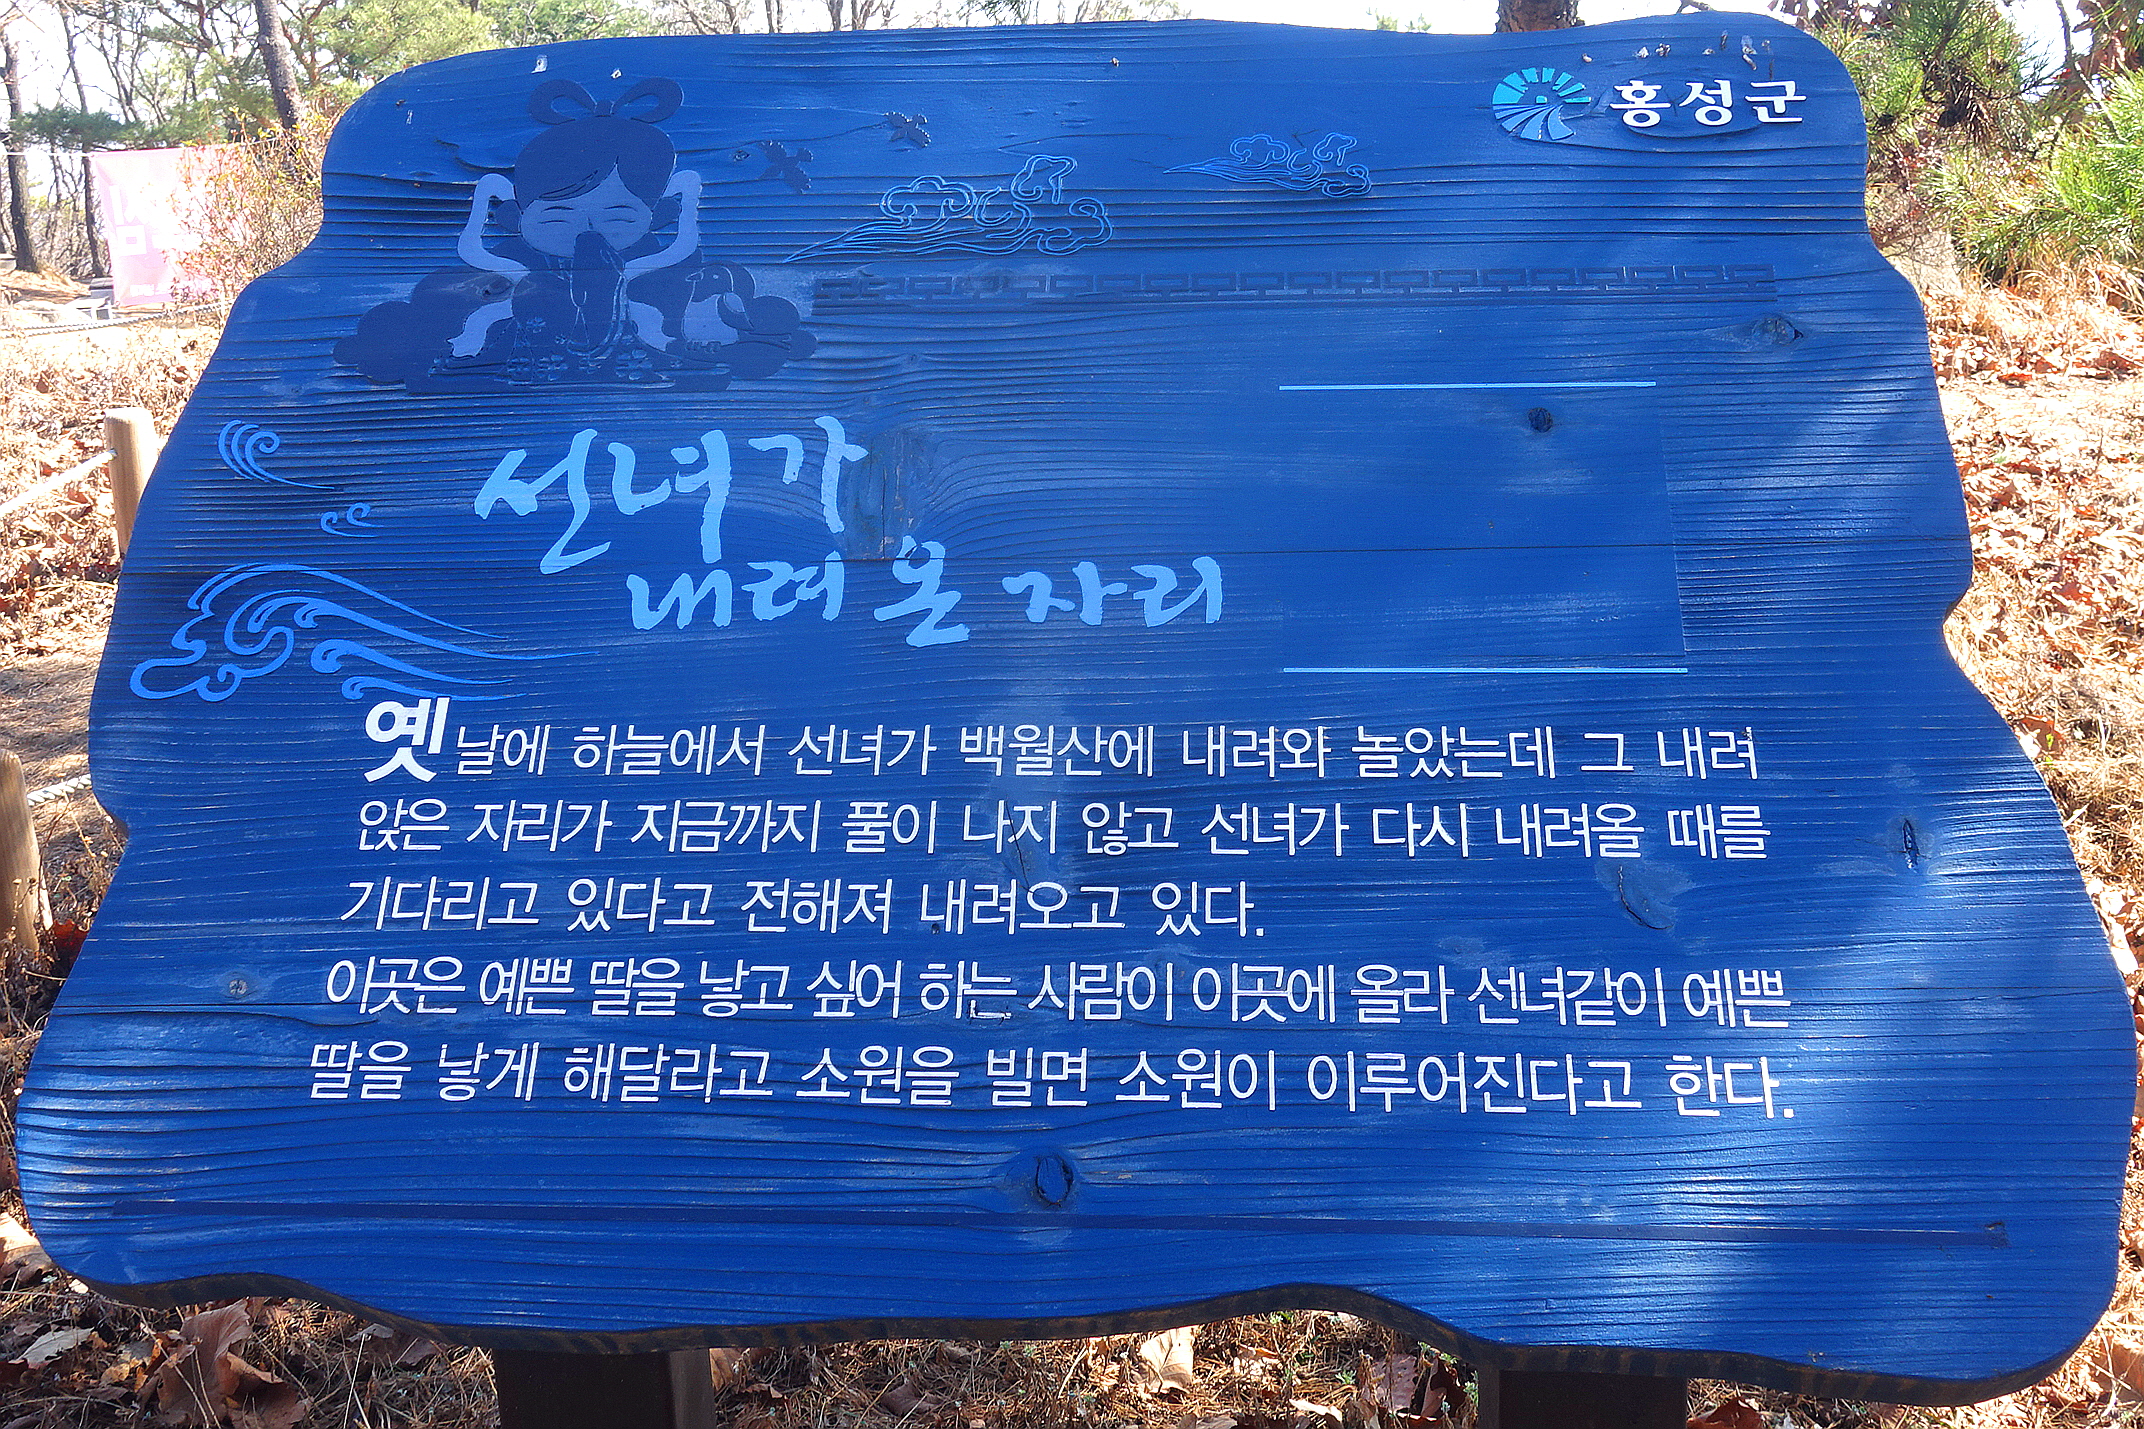 홍성군
선녀가
내려 온 자리
옛날에 하늘에서 선녀가 백월산에 내려와 놀았는데 그 내려
앉은 자리가 지금까지 풀이 나지 않고 선녀가 다시 내려올 때를
기다리고 있다고 전해져 내려오고 있다.
이곳은 예쁜 딸을 낳고 싶어 하는 사람이 이곳에 올라 선녀같이 예쁜
딸을 낳게 해달라고 소원을 빌면 소원이 이루어진다고 한다.